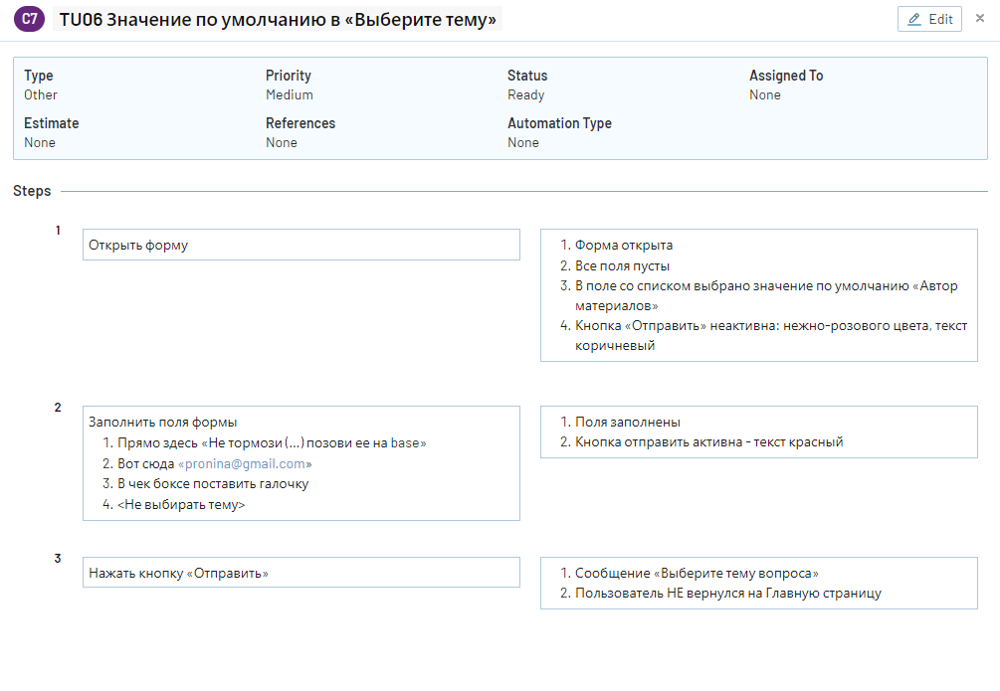 C7 TU06 Значение по умолчанию в «Выберите тему» Edit ×
Type Priority Status Assigned To
Other Medium Ready None
Estimate References Automation Type
None None None
Steps
1
Открыть форму
1. Форма открыта
2. Все поля пусты
3. В поле со списком выбрано значение по умолчанию «Автор
материалов»
4. Кнопка «Отправить» неактивна: нежно-розового цвета, текст
коричневый
2
Заполнить поля формы
1. Прямо здесь «Не тормози (...) позови ее на base»
2. Вот сюда «pronina@gmail.com»
3. В чек боксе поставить галочку
4. <Не выбирать тему>
1. Поля заполнены
2. Кнопка отправить активна - текст красный
3
Нажать кнопку «Отправить»
1. Сообщение «Выберите тему вопроса»
2. Пользователь НЕ вернулся на Главную страницу